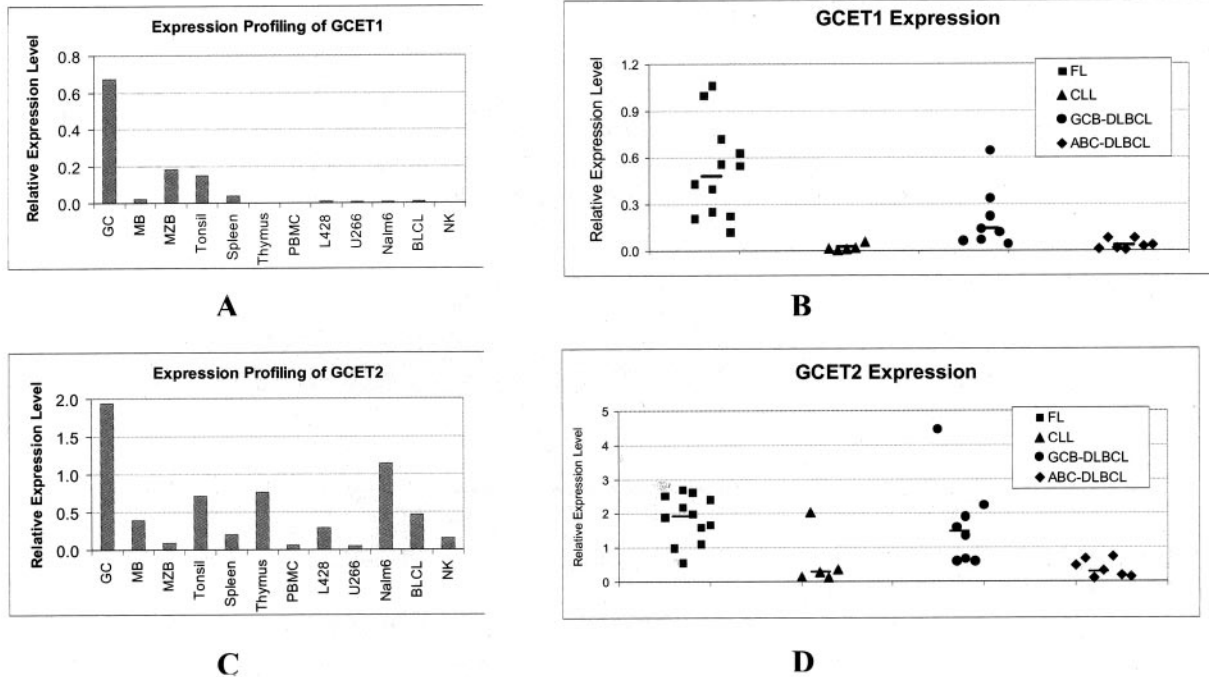 Expression Profiling of GCET1
Relative Expression Level
0.8
0.6
0.4
0.2
0.0
GC
MB
MZB
Tonsil
Spleen
Thymus
PBMC
L428
U266
Nalm6
BLCL
NK
A
GCET1 Expression
Relative Expression Level
1.2
0.9
0.6
0.3
0.0
FL
CLL
GCB-DLBCL
ABC-DLBCL
B
Expression Profiling of GCET2
Relative Expression Level
2.0
1.5
1.0
0.5
0.0
GC
MB
MZB
Tonsil
Spleen
Thymus
PBMC
L428
U266
Nalm6
BLCL
NK
C
GCET2 Expression
Relative Expression Level
5
4
3
2
1
0
FL
CLL
GCB-DLBCL
ABC-DLBCL
D